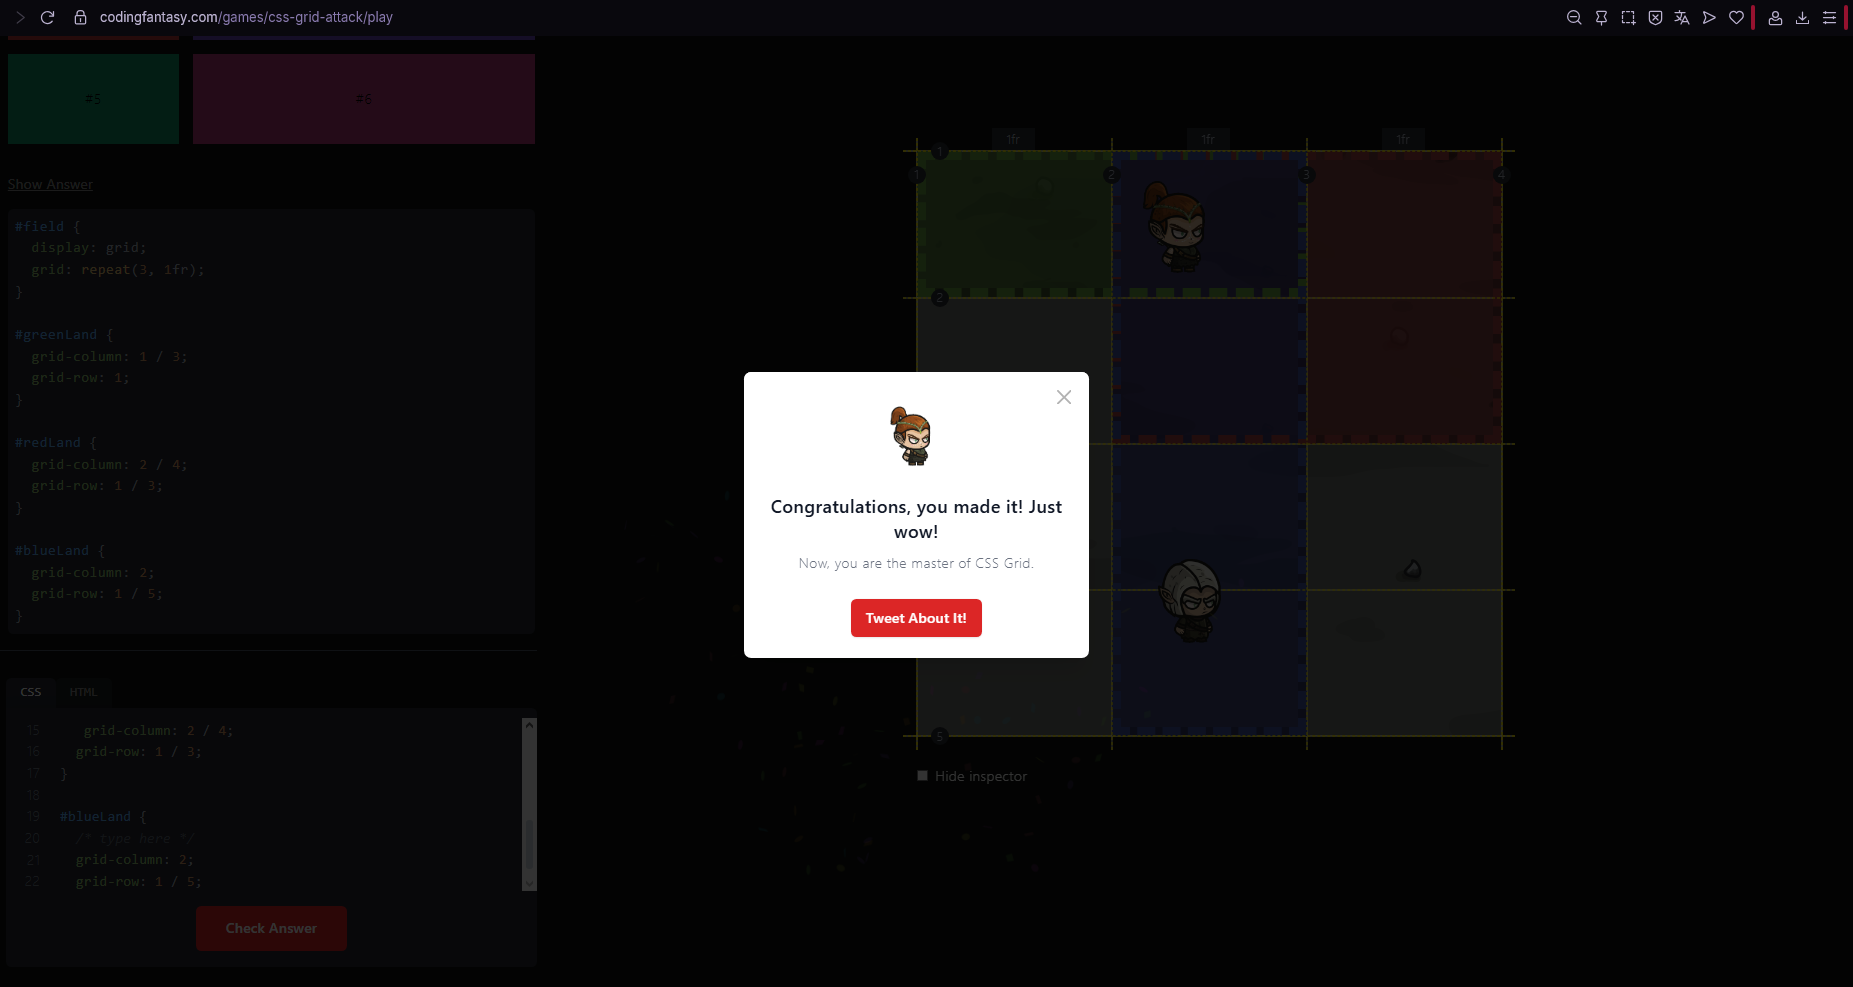 codingfantasy.com/games/css-grid-attack/play
#5
#6
Show Answer
#field {
display: grid;
grid: repeat(3, 1fr);
}
#greenLand {
grid-column: 1 / 3;
grid-row: 1;
}
#redLand {
grid-column: 2 / 4;
grid-row: 1 / 3;
}
#blueLand {
grid-column: 2;
grid-row: 1 / 5;
}
CSS HTML
15 grid-column: 2 / 4;
16 grid-row: 1 / 3;
17 }
18
19 #blueLand {
20 /* type here */
21 grid-column: 2;
22 grid-row: 1 / 5;
Check Answer
1fr 1fr 1fr
1
1 2 3 4
2
5
Hide inspector
Congratulations, you made it! Just
wow!
Now, you are the master of CSS Grid.
Tweet About It!